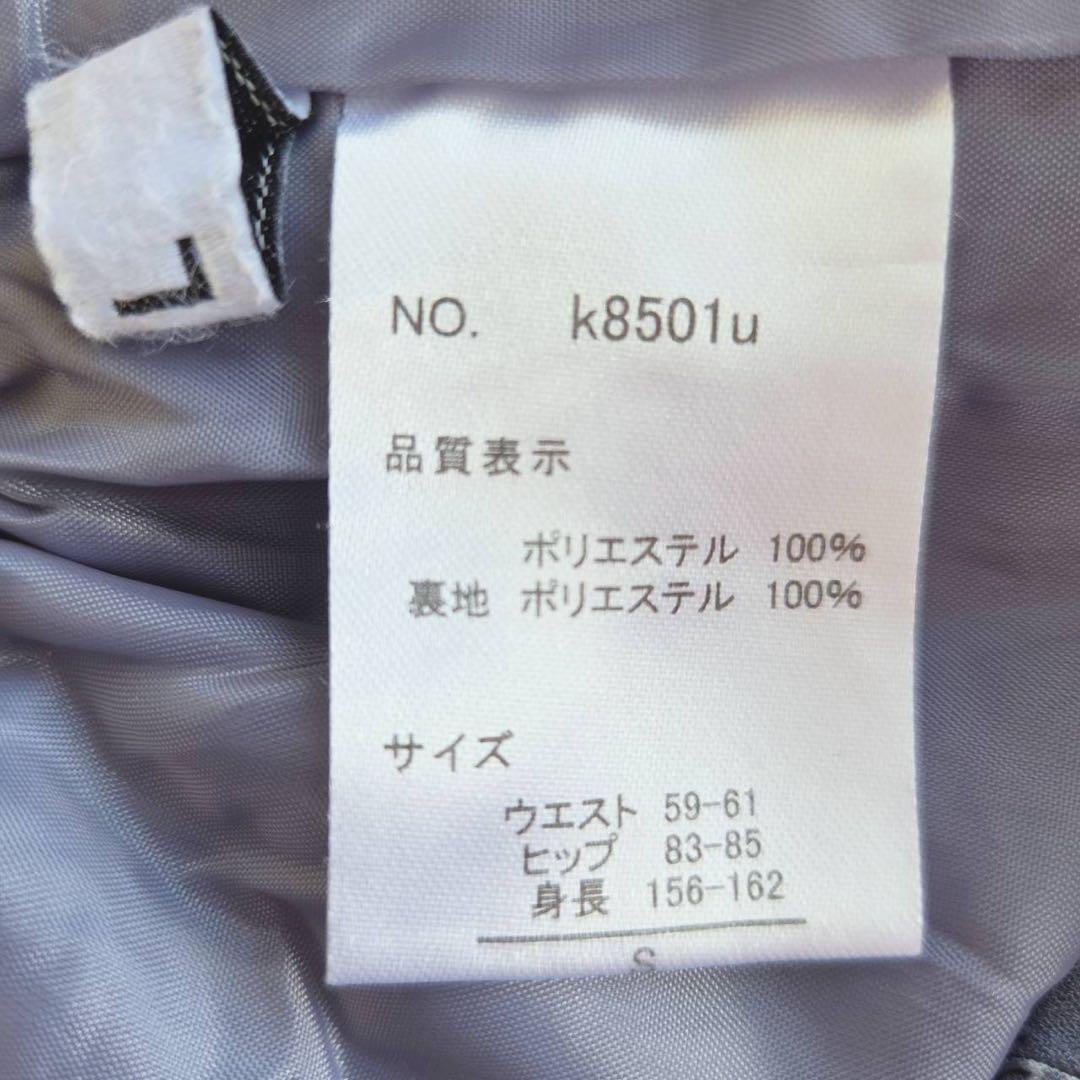 L
NO. k8501u
品質表示
ポリエステル 100%
裏地 ポリエステル 100%
サイズ
ウエスト 59-61
ヒップ 83-85
身長 156-162
S